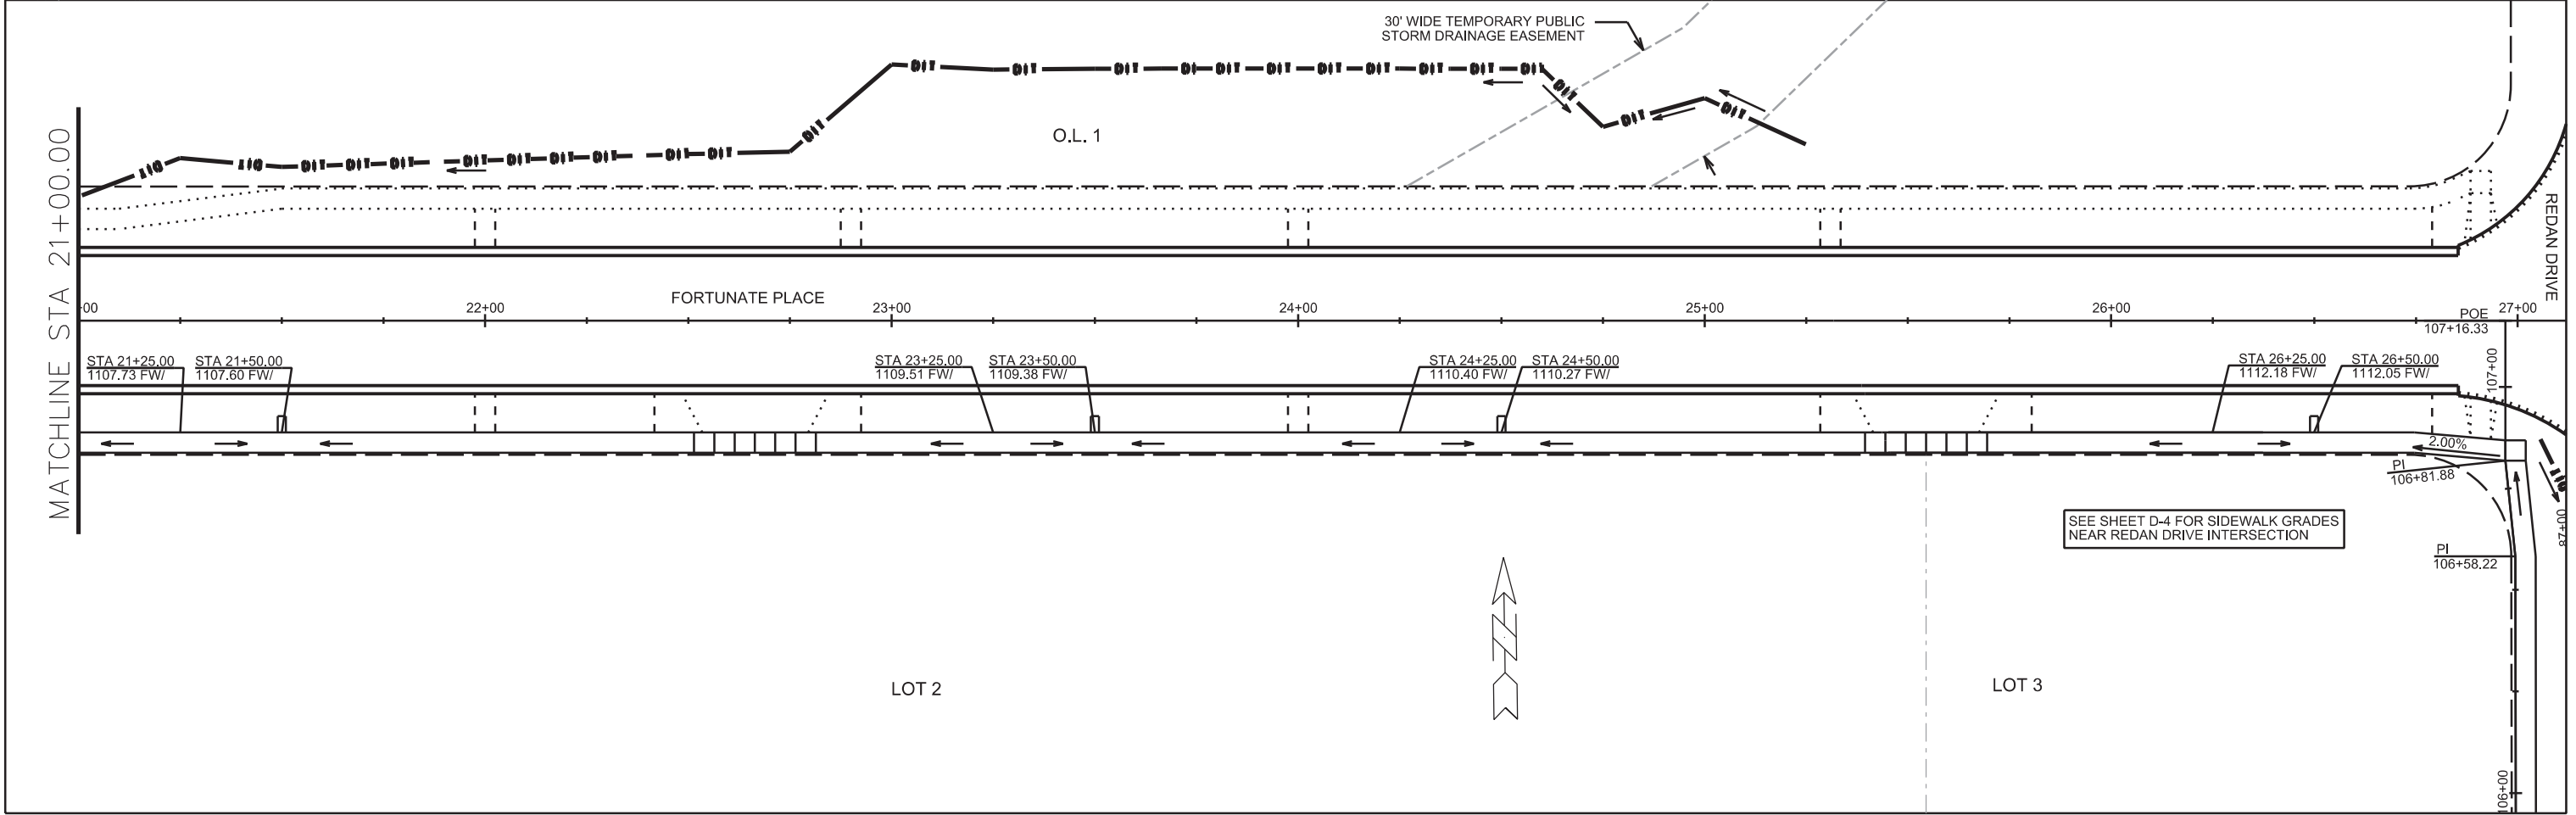 30' WIDE TEMPORARY PUBLIC
STORM DRAINAGE EASEMENT
O.L. 1
MATCHLINE STA 21+00.00
REDAN DRIVE
FORTUNATE PLACE
+00
22+00
23+00
24+00
25+00
26+00
27+00
POE
107+16.33
107+00
STA 21+25.00
1107.73 FW/
STA 21+50.00
1107.60 FW/
STA 23+25.00
1109.51 FW/
STA 23+50.00
1109.38 FW/
STA 24+25.00
1110.40 FW/
STA 24+50.00
1110.27 FW/
STA 26+25.00
1112.18 FW/
STA 26+50.00
1112.05 FW/
2.00%
PI
106+81.88
SEE SHEET D-4 FOR SIDEWALK GRADES
NEAR REDAN DRIVE INTERSECTION
PI
106+58.22
87+00
N
LOT 2
LOT 3
106+00